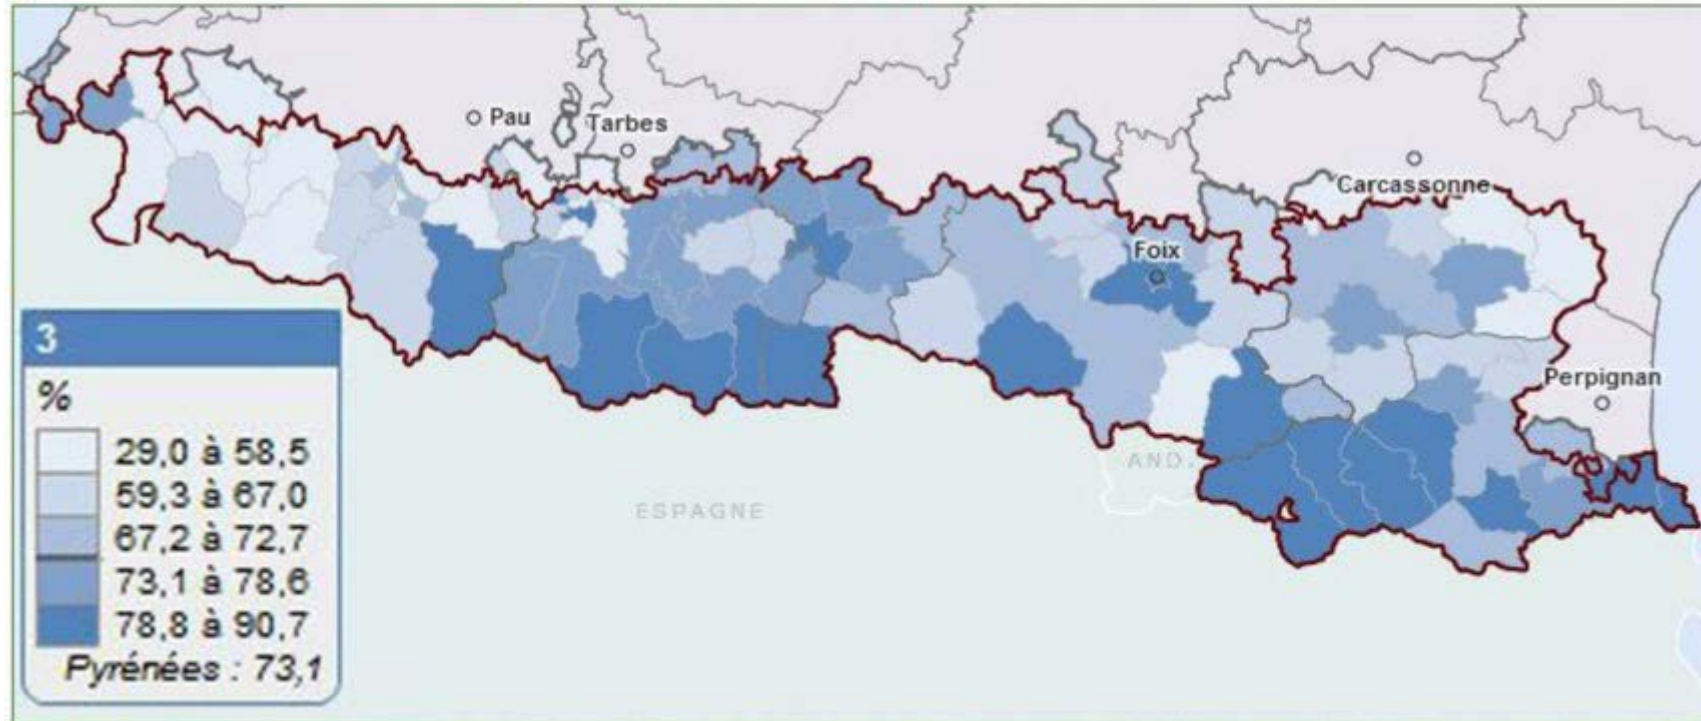 Pau
Tarbes
Carcassonne
Foix
Perpignan
AND.
ESPAGNE
3
%
29,0 à 58,5
59,3 à 67,0
67,2 à 72,7
73,1 à 78,6
78,8 à 90,7
Pyrénées : 73,1